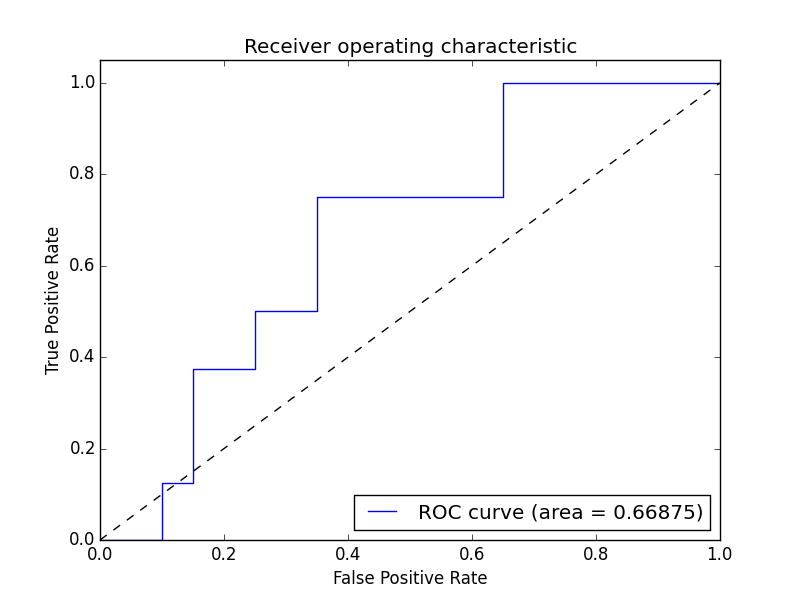 Receiver operating characteristic
1.0
0.8
0.6
0.4
0.2
0.0
True Positive Rate
ROC curve (area = 0.66875)
0.0 0.2 0.4 0.6 0.8 1.0
False Positive Rate